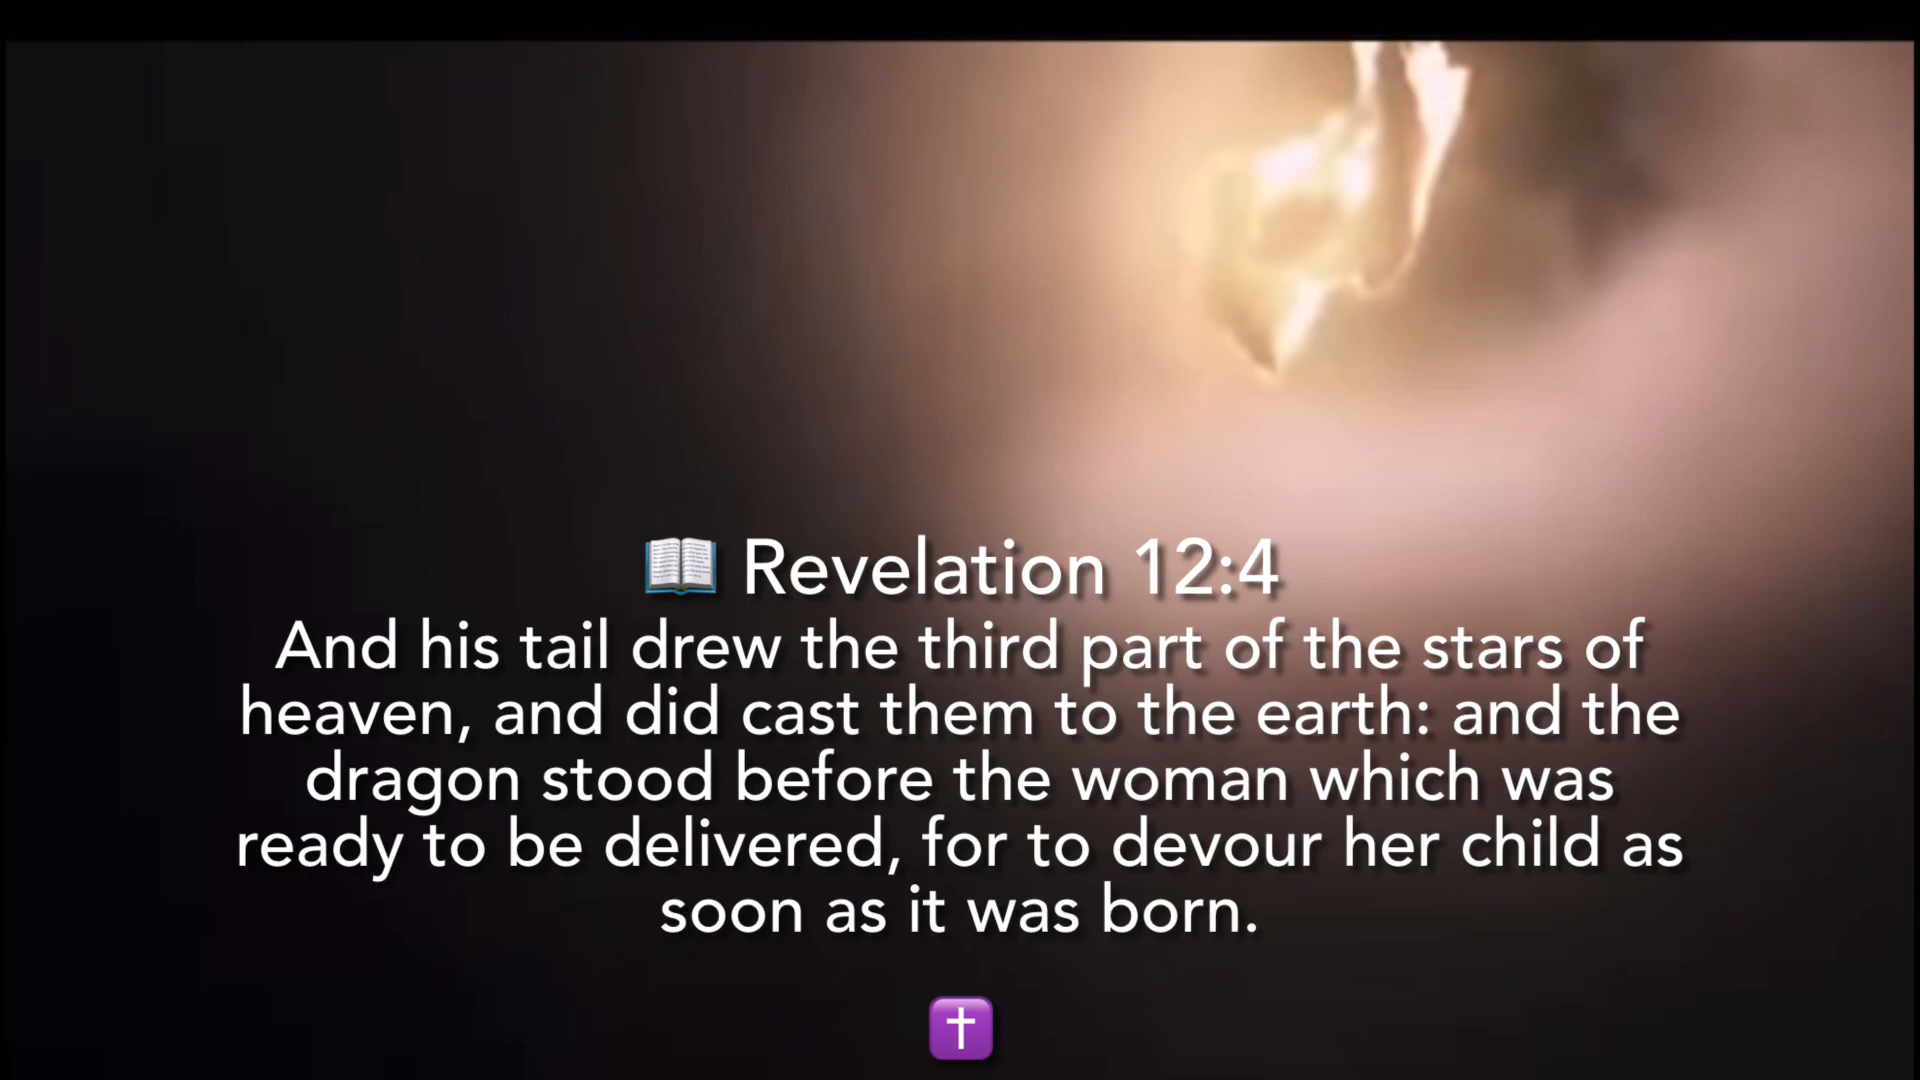 📖 Revelation 12:4
And his tail drew the third part of the stars of
heaven, and did cast them to the earth: and the
dragon stood before the woman which was
ready to be delivered, for to devour her child as
soon as it was born.
✝️